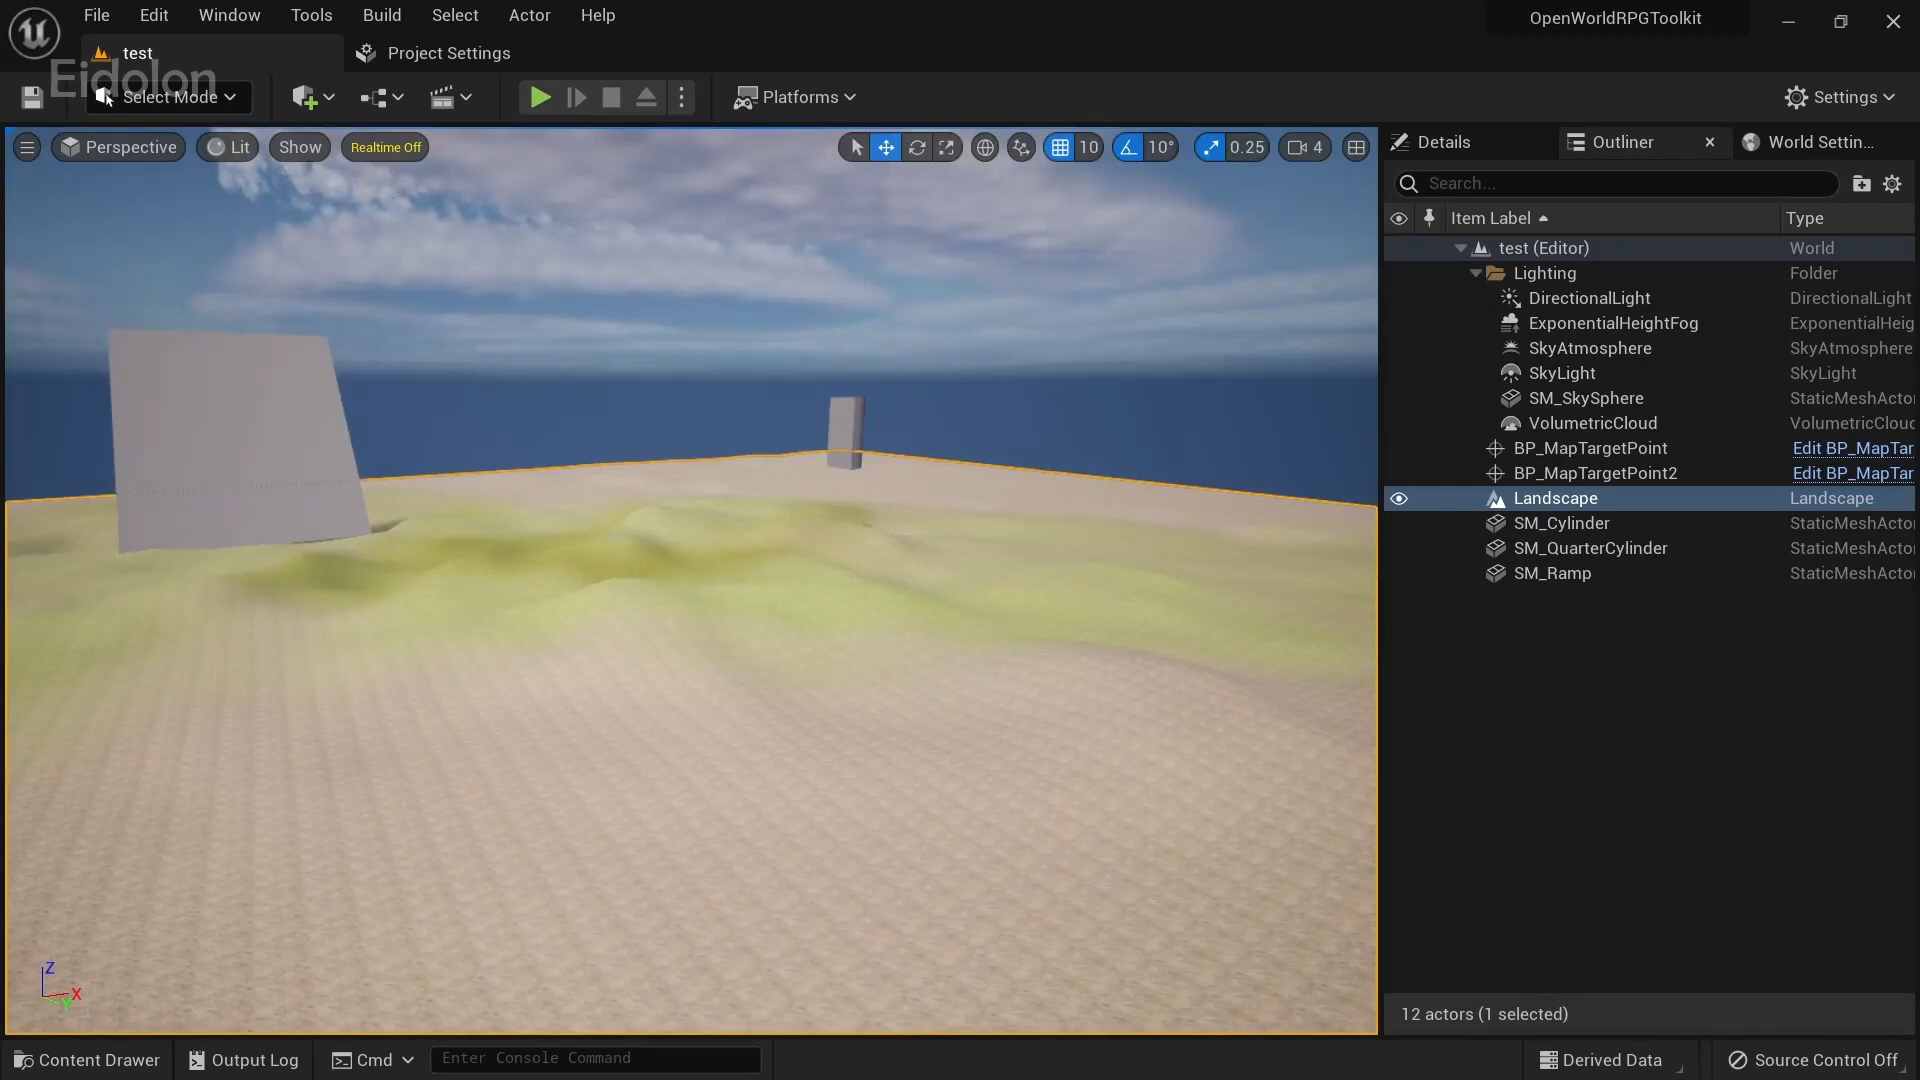 File Edit Window Tools Build Select Actor Help
OpenWorldRPGToolkit
test
Project Settings
Eidolon
Select Mode
Platforms
Settings
Perspective
Lit
Show
Realtime Off
10
10°
0.25
4
Details
Outliner
World Settin...
Search...
Item Label
Type
test (Editor) World
Lighting Folder
DirectionalLight DirectionalLight
ExponentialHeightFog ExponentialHeig
SkyAtmosphere SkyAtmosphere
SkyLight SkyLight
SM_SkySphere StaticMeshActo
VolumetricCloud VolumetricCloud
BP_MapTargetPoint Edit BP_MapTar
BP_MapTargetPoint2 Edit BP_MapTar
Landscape Landscape
SM_Cylinder StaticMeshActo
SM_QuarterCylinder StaticMeshActo
SM_Ramp StaticMeshActo
Z
X
Y
12 actors (1 selected)
Content Drawer
Output Log
Cmd
Enter Console Command
Derived Data
Source Control Off